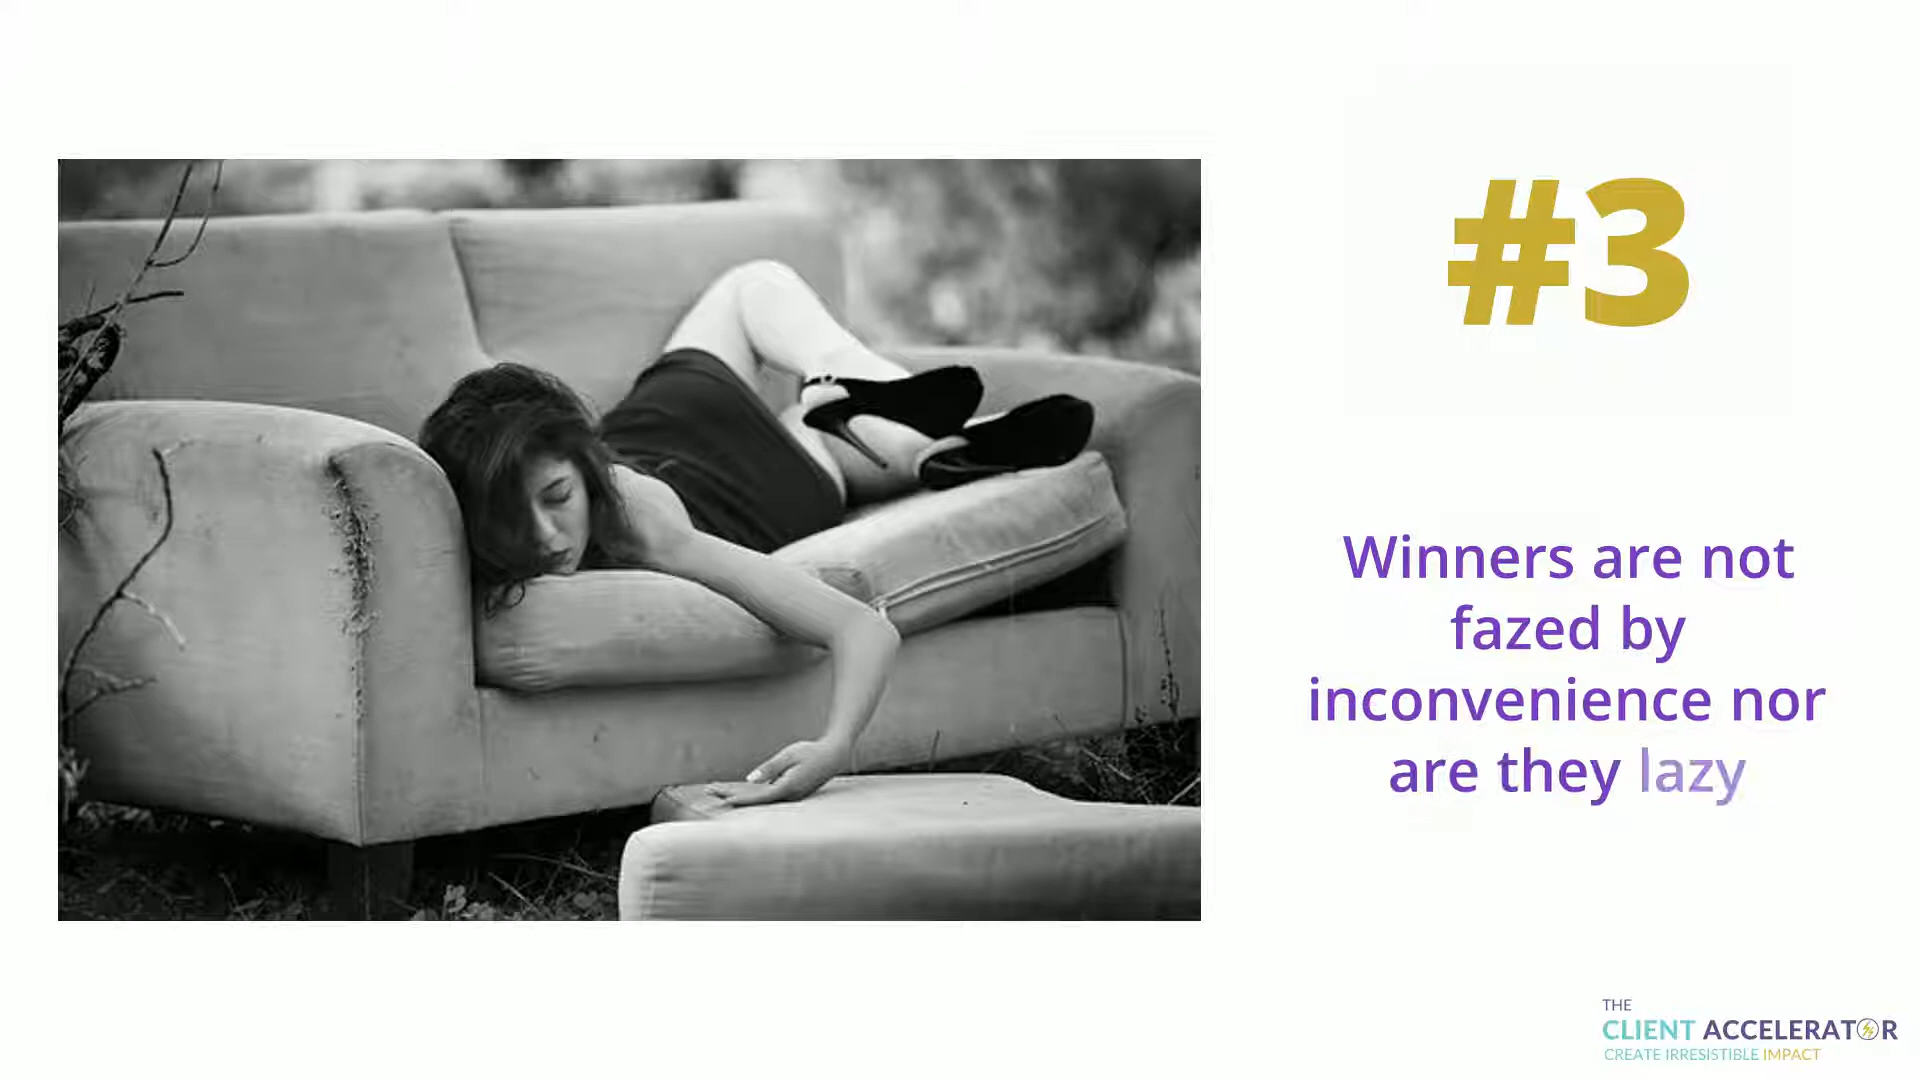 #3
Winners are not
fazed by
inconvenience nor
are they lazy
THE
CLIENT ACCELERATOR
CREATE IRRESISTIBLE IMPACT